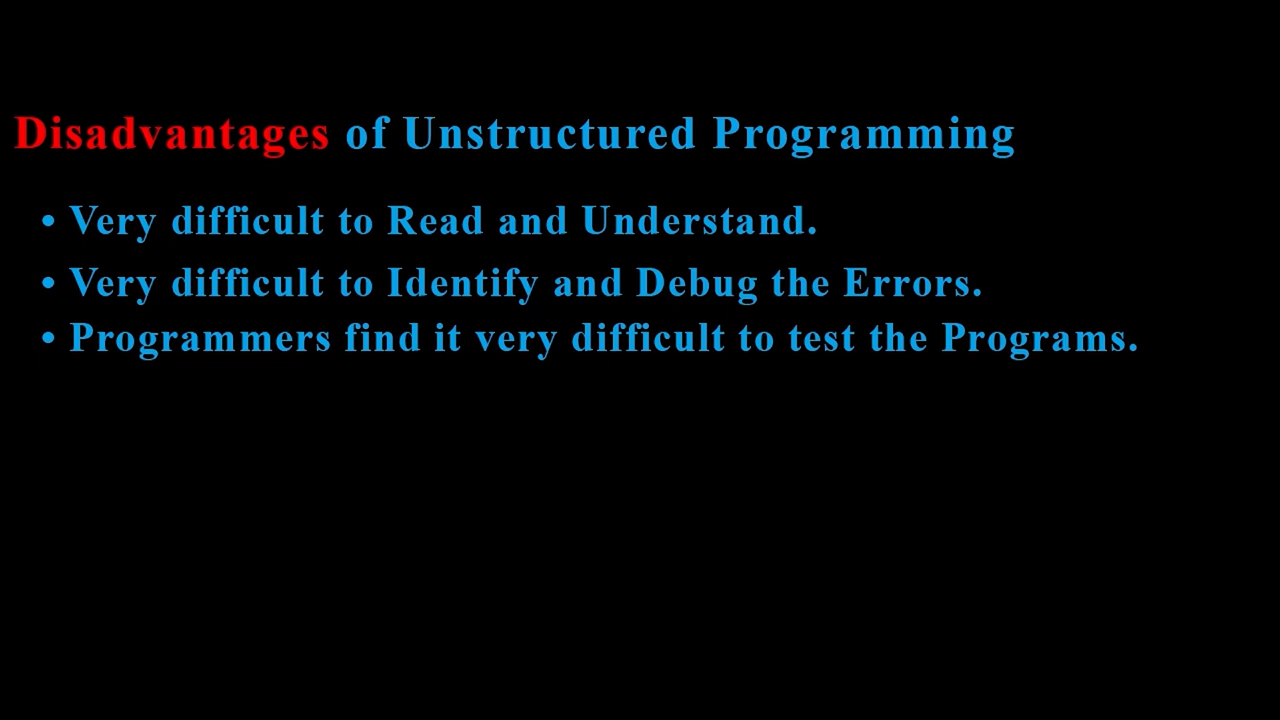 Disadvantages of Unstructured Programming
• Very difficult to Read and Understand.
• Very difficult to Identify and Debug the Errors.
• Programmers find it very difficult to test the Programs.